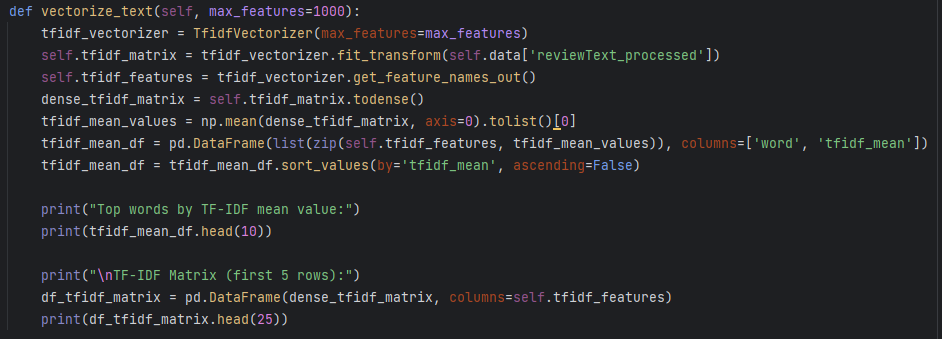 def vectorize_text(self, max_features=1000):
    tfidf_vectorizer = TfidfVectorizer(max_features=max_features)
    self.tfidf_matrix = tfidf_vectorizer.fit_transform(self.data['reviewText_processed'])
    self.tfidf_features = tfidf_vectorizer.get_feature_names_out()
    dense_tfidf_matrix = self.tfidf_matrix.todense()
    tfidf_mean_values = np.mean(dense_tfidf_matrix, axis=0).tolist()[0]
    tfidf_mean_df = pd.DataFrame(list(zip(self.tfidf_features, tfidf_mean_values)), columns=['word', 'tfidf_mean'])
    tfidf_mean_df = tfidf_mean_df.sort_values(by='tfidf_mean', ascending=False)

    print("Top words by TF-IDF mean value:")
    print(tfidf_mean_df.head(10))

    print("\nTF-IDF Matrix (first 5 rows):")
    df_tfidf_matrix = pd.DataFrame(dense_tfidf_matrix, columns=self.tfidf_features)
    print(df_tfidf_matrix.head(25))